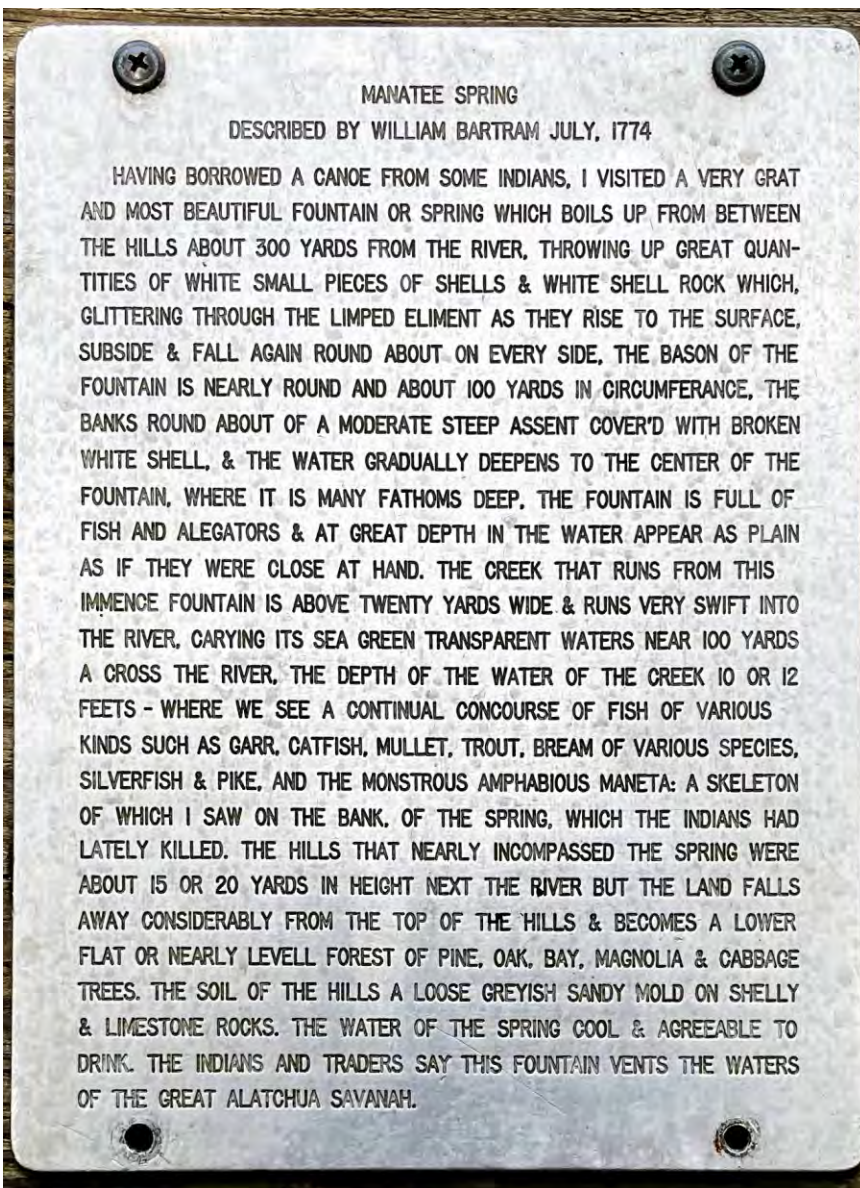 MANATEE SPRING
DESCRIBED BY WILLIAM BARTRAM JULY, 1774
HAVING BORROWED A CANOE FROM SOME INDIANS, I VISITED A VERY GRAT
AND MOST BEAUTIFUL FOUNTAIN OR SPRING WHICH BOILS UP FROM BETWEEN
THE HILLS ABOUT 300 YARDS FROM THE RIVER, THROWING UP GREAT QUAN-
TITIES OF WHITE SMALL PIECES OF SHELLS & WHITE SHELL ROCK WHICH,
GLITTERING THROUGH THE LIMPED ELIMENT AS THEY RISE TO THE SURFACE,
SUBSIDE & FALL AGAIN ROUND ABOUT ON EVERY SIDE, THE BASON OF THE
FOUNTAIN IS NEARLY ROUND AND ABOUT 100 YARDS IN CIRCUMFERANCE, THE
BANKS ROUND ABOUT OF A MODERATE STEEP ASSENT COVER'D WITH BROKEN
WHITE SHELL, & THE WATER GRADUALLY DEEPENS TO THE CENTER OF THE
FOUNTAIN, WHERE IT IS MANY FATHOMS DEEP, THE FOUNTAIN IS FULL OF
FISH AND ALEGATORS & AT GREAT DEPTH IN THE WATER APPEAR AS PLAIN
AS IF THEY WERE CLOSE AT HAND. THE CREEK THAT RUNS FROM THIS
IMMENCE FOUNTAIN IS ABOVE TWENTY YARDS WIDE & RUNS VERY SWIFT INTO
THE RIVER, CARYING ITS SEA GREEN TRANSPARENT WATERS NEAR 100 YARDS
A CROSS THE RIVER, THE DEPTH OF THE WATER OF THE CREEK 10 OR 12
FEETS - WHERE WE SEE A CONTINUAL CONCOURSE OF FISH OF VARIOUS
KINDS SUCH AS GARR, CATFISH, MULLET, TROUT, BREAM OF VARIOUS SPECIES,
SILVERFISH & PIKE, AND THE MONSTROUS AMPHABIOUS MANETA: A SKELETON
OF WHICH I SAW ON THE BANK. OF THE SPRING, WHICH THE INDIANS HAD
LATELY KILLED. THE HILLS THAT NEARLY INCOMPASSED THE SPRING WERE
ABOUT 15 OR 20 YARDS IN HEIGHT NEXT THE RIVER BUT THE LAND FALLS
AWAY CONSIDERABLY FROM THE TOP OF THE HILLS & BECOMES A LOWER
FLAT OR NEARLY LEVELL FOREST OF PINE, OAK, BAY, MAGNOLIA & CABBAGE
TREES. THE SOIL OF THE HILLS A LOOSE GREYISH SANDY MOLD ON SHELLY
& LIMESTONE ROCKS. THE WATER OF THE SPRING COOL & AGREEABLE TO
DRINK. THE INDIANS AND TRADERS SAY THIS FOUNTAIN VENTS THE WATERS
OF THE GREAT ALATCHUA SAVANAH.